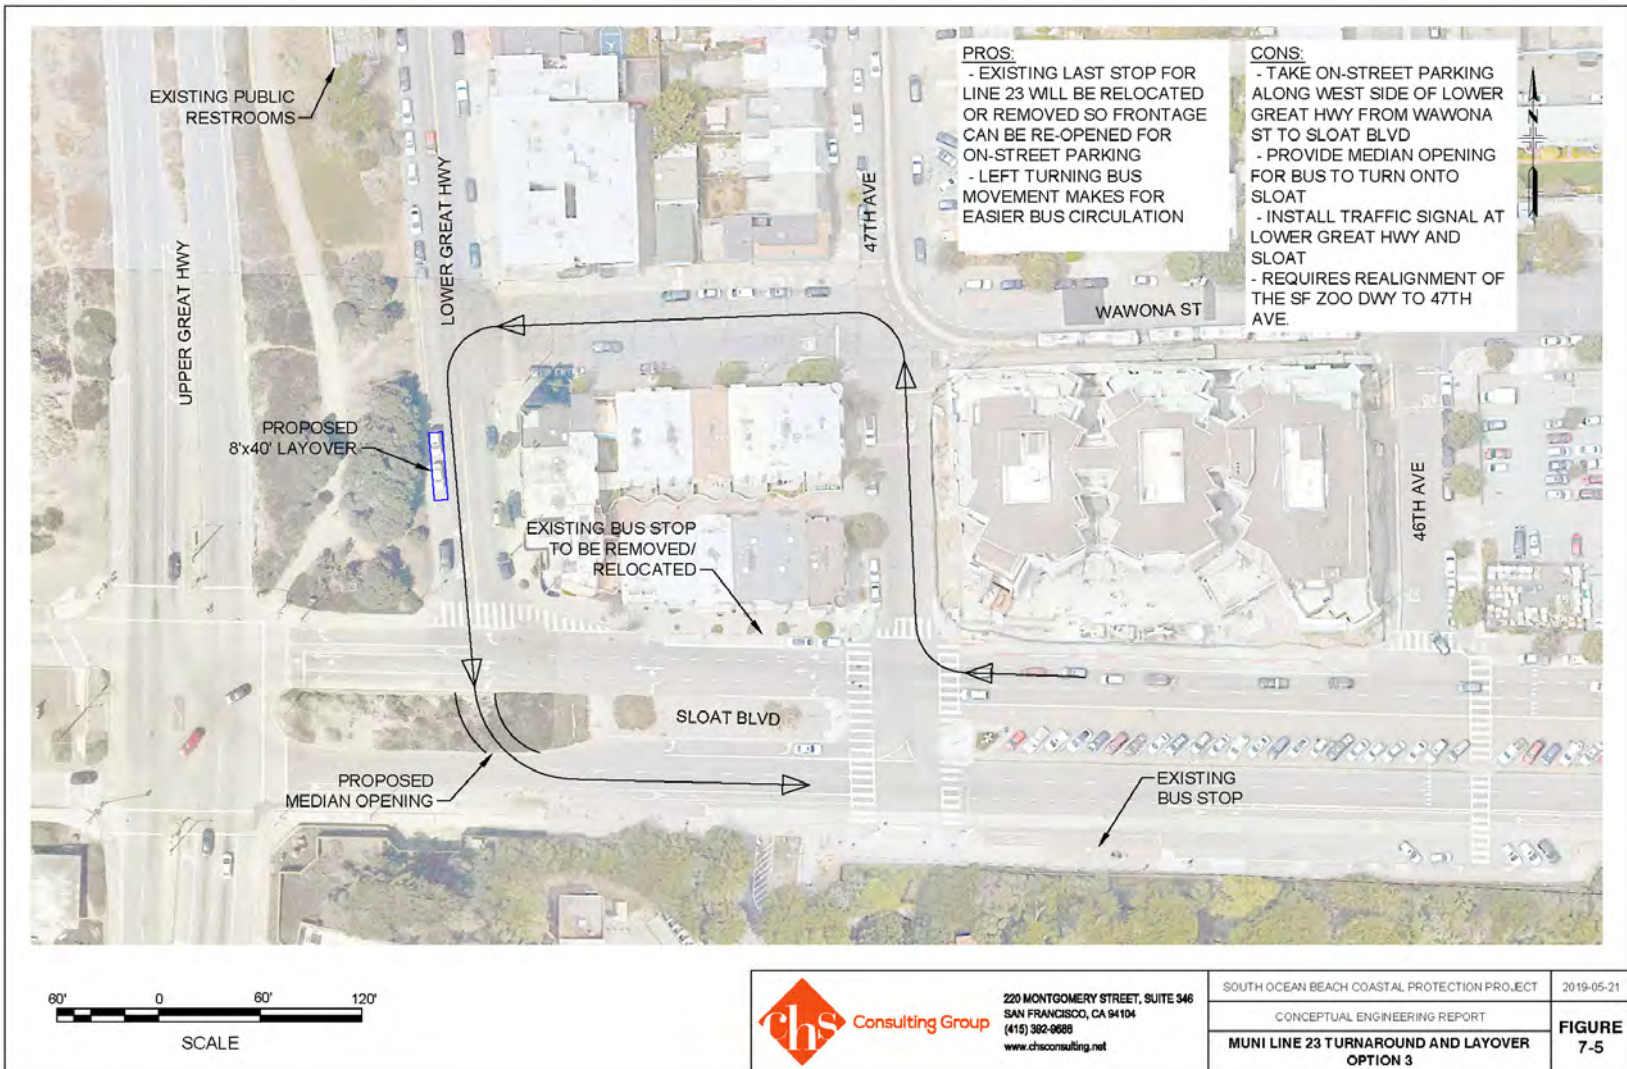 EXISTING PUBLIC
RESTROOMS
UPPER GREAT HWY
LOWER GREAT HWY
47TH AVE
PROS:
- EXISTING LAST STOP FOR
LINE 23 WILL BE RELOCATED
OR REMOVED SO FRONTAGE
CAN BE RE-OPENED FOR
ON-STREET PARKING
- LEFT TURNING BUS
MOVEMENT MAKES FOR
EASIER BUS CIRCULATION
CONS:
- TAKE ON-STREET PARKING
ALONG WEST SIDE OF LOWER
GREAT HWY FROM WAWONA
ST TO SLOAT BLVD
- PROVIDE MEDIAN OPENING
FOR BUS TO TURN ONTO
SLOAT
- INSTALL TRAFFIC SIGNAL AT
LOWER GREAT HWY AND
SLOAT
- REQUIRES REALIGNMENT OF
THE SF ZOO DWY TO 47TH
AVE.
N
WAWONA ST
PROPOSED
8'x40' LAYOVER
EXISTING BUS STOP
TO BE REMOVED/
RELOCATED
46TH AVE
SLOAT BLVD
PROPOSED
MEDIAN OPENING
EXISTING
BUS STOP
60' 0 60' 120'
SCALE
chs Consulting Group
220 MONTGOMERY STREET, SUITE 346
SAN FRANCISCO, CA 94104
(415) 392-9688
www.chsconsulting.net
SOUTH OCEAN BEACH COASTAL PROTECTION PROJECT
2019-05-21
CONCEPTUAL ENGINEERING REPORT
MUNI LINE 23 TURNAROUND AND LAYOVER
OPTION 3
FIGURE
7-5